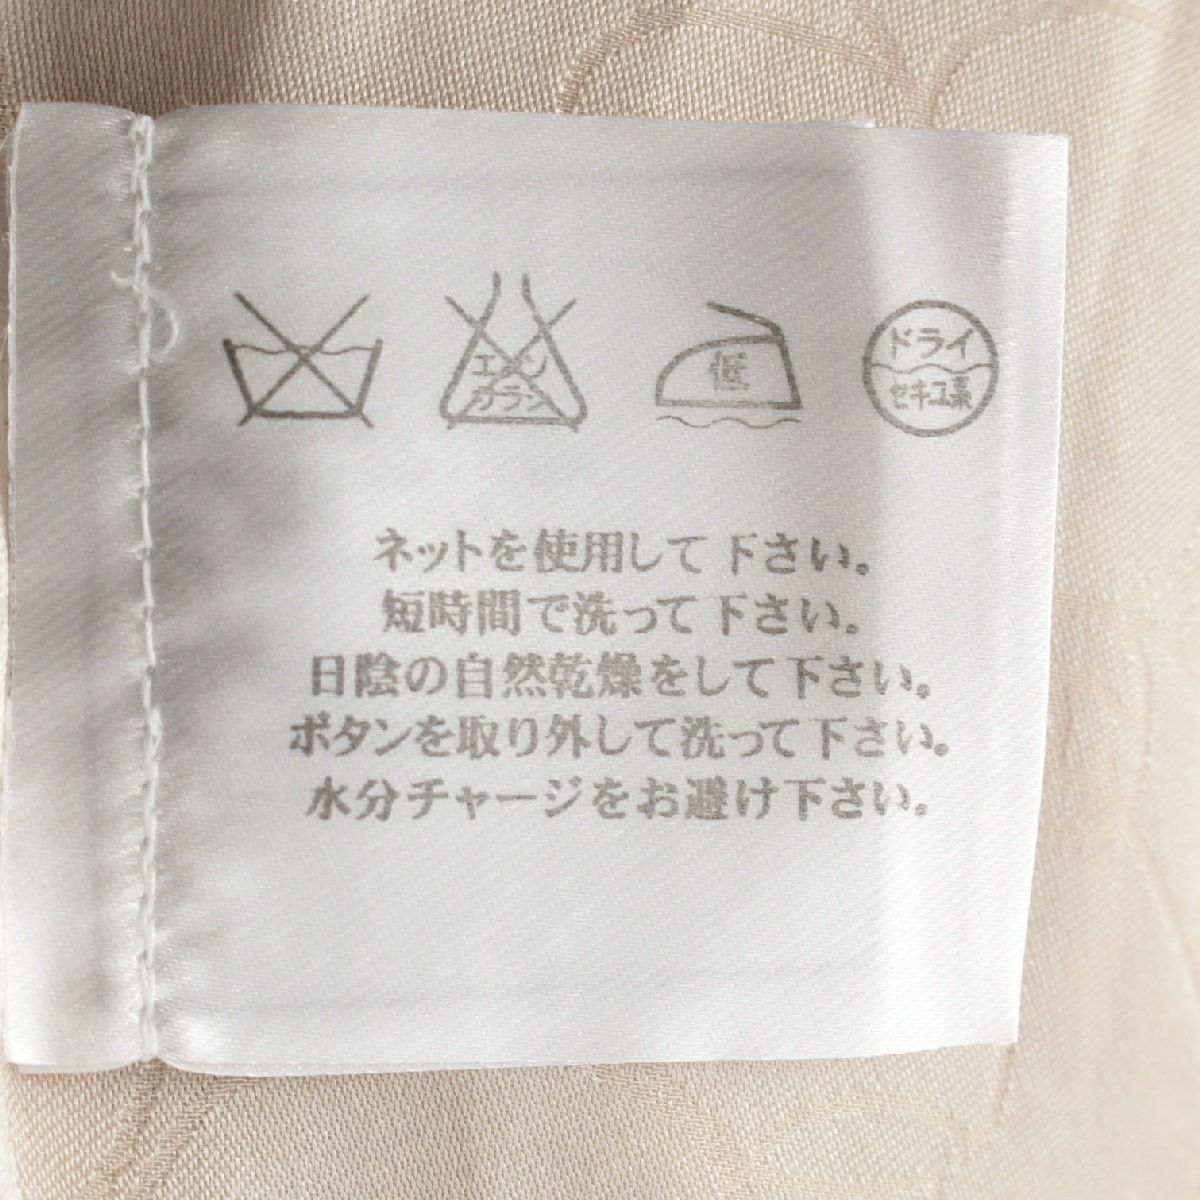 エンソ
サラシ
低
ドライ
セキユ系
ネットを使用して下さい。
短時間で洗って下さい。
日陰の自然乾燥をして下さい。
ボタンを取り外して洗って下さい。
水分チャージをお避け下さい。